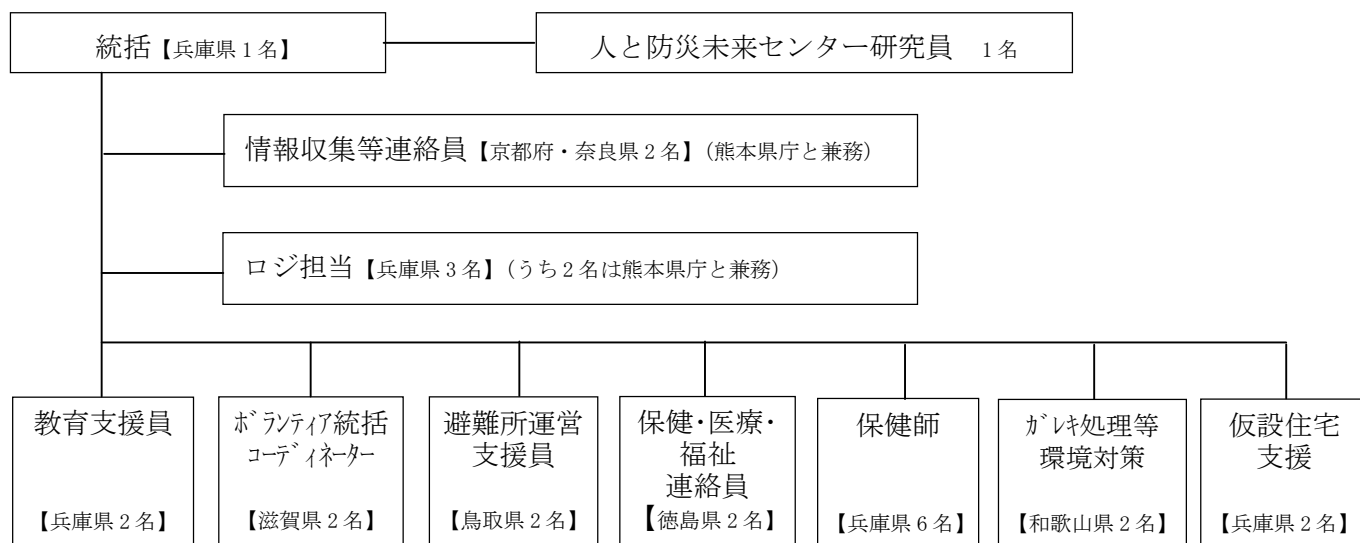 統括【兵庫県1名】
人と防災未来センター研究員 1名
情報収集等連絡員【京都府・奈良県2名】(熊本県庁と兼務)
ロジ担当【兵庫県3名】(うち2名は熊本県庁と兼務)
教育支援員
【兵庫県2名】
ﾎﾞﾗﾝﾃｨｱ統括
ｺｰﾃﾞｨﾈｰﾀｰ
【滋賀県2名】
避難所運営
支援員
【鳥取県2名】
保健・医療・
福祉
連絡員
【徳島県2名】
保健師
【兵庫県6名】
ｶﾞﾚｷ処理等
環境対策
【和歌山県2名】
仮設住宅
支援
【兵庫県2名】